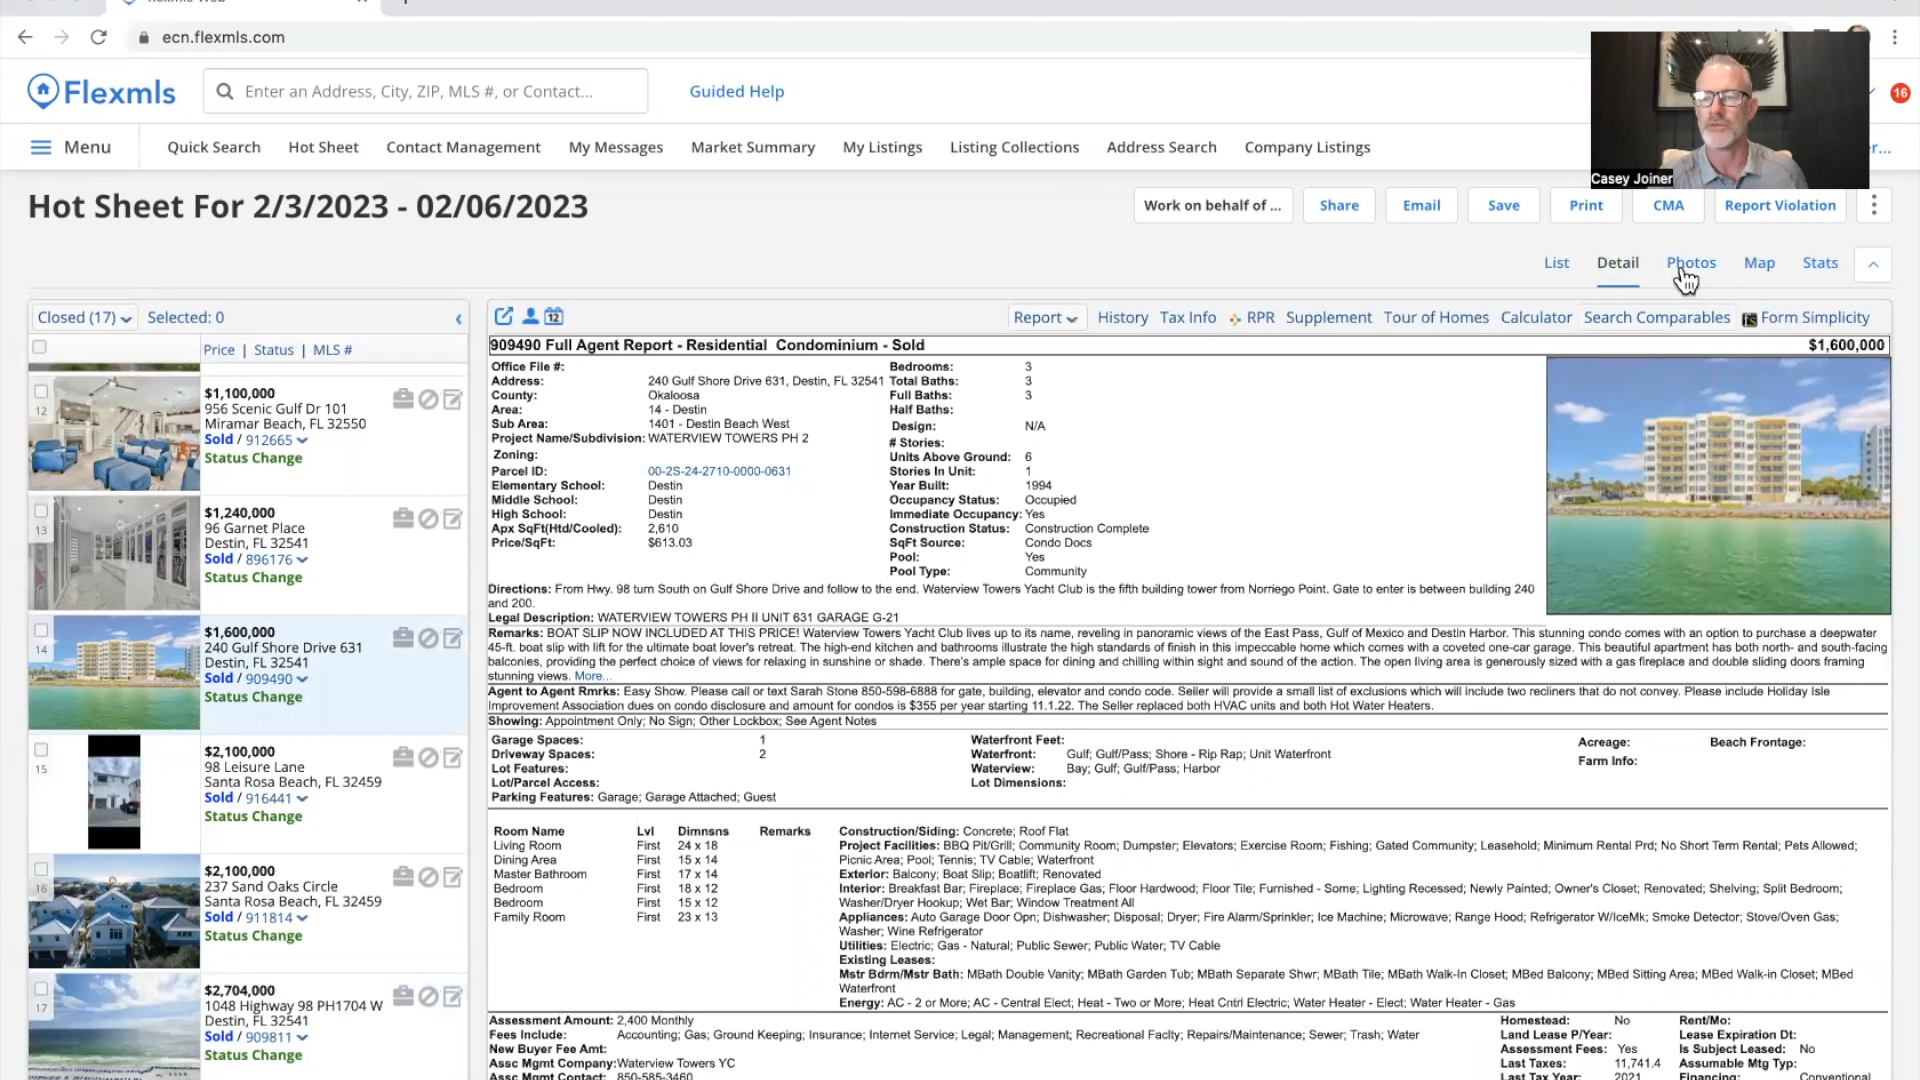 ecn.flexmls.com
Flexmls
Enter an Address, City, ZIP, MLS #, or Contact...
Guided Help
16
Menu
Quick Search
Hot Sheet
Contact Management
My Messages
Market Summary
My Listings
Listing Collections
Address Search
Company Listings
Casey Joiner
Hot Sheet For 2/3/2023 - 02/06/2023
Work on behalf of ...
Share
Email
Save
Print
CMA
Report Violation
List
Detail
Photos
Map
Stats
Closed (17)
Selected: 0
Price | Status | MLS #
12
$1,100,000
956 Scenic Gulf Dr 101
Miramar Beach, FL 32550
Sold / 912665
Status Change
13
$1,240,000
96 Garnet Place
Destin, FL 32541
Sold / 896176
Status Change
14
$1,600,000
240 Gulf Shore Drive 631
Destin, FL 32541
Sold / 909490
Status Change
15
$2,100,000
98 Leisure Lane
Santa Rosa Beach, FL 32459
Sold / 916441
Status Change
16
$2,100,000
237 Sand Oaks Circle
Santa Rosa Beach, FL 32459
Sold / 911814
Status Change
17
$2,704,000
1048 Highway 98 PH1704 W
Destin, FL 32541
Sold / 909811
Status Change
12
Report
History
Tax Info
RPR
Supplement
Tour of Homes
Calculator
Search Comparables
Form Simplicity
909490 Full Agent Report - Residential Condominium - Sold $1,600,000
Office File #:
Address: 240 Gulf Shore Drive 631, Destin, FL 32541
County: Okaloosa
Area: 14 - Destin
Sub Area: 1401 - Destin Beach West
Project Name/Subdivision: WATERVIEW TOWERS PH 2
Zoning:
Parcel ID: 00-2S-24-2710-0000-0631
Elementary School: Destin
Middle School: Destin
High School: Destin
Apx SqFt(Htd/Cooled): 2,610
Price/SqFt: $613.03
Bedrooms: 3
Total Baths: 3
Full Baths: 3
Half Baths:
Design: N/A
# Stories:
Units Above Ground: 6
Stories In Unit: 1
Year Built: 1994
Occupancy Status: Occupied
Immediate Occupancy: Yes
Construction Status: Construction Complete
SqFt Source: Condo Docs
Pool: Yes
Pool Type: Community
Directions: From Hwy. 98 turn South on Gulf Shore Drive and follow to the end. Waterview Towers Yacht Club is the fifth building tower from Norriego Point. Gate to enter is between building 240
and 200.
Legal Description: WATERVIEW TOWERS PH II UNIT 631 GARAGE G-21
Remarks: BOAT SLIP NOW INCLUDED AT THIS PRICE! Waterview Towers Yacht Club lives up to its name, reveling in panoramic views of the East Pass, Gulf of Mexico and Destin Harbor. This stunning condo comes with an option to purchase a deepwater
45-ft. boat slip with lift for the ultimate boat lover's retreat. The high-end kitchen and bathrooms illustrate the high standards of finish in this impeccable home which comes with a coveted one-car garage. This beautiful apartment has both north- and south-facing
balconies, providing the perfect choice of views for relaxing in sunshine or shade. There's ample space for dining and chilling within sight and sound of the action. The open living area is generously sized with a gas fireplace and double sliding doors framing
stunning views. More...
Agent to Agent Rmrks: Easy Show. Please call or text Sarah Stone 850-598-6888 for gate, building, elevator and condo code. Seller will provide a small list of exclusions which will include two recliners that do not convey. Please include Holiday Isle
Improvement Association dues on condo disclosure and amount for condos is $355 per year starting 11.1.22. The Seller replaced both HVAC units and both Hot Water Heaters.
Showing: Appointment Only; No Sign; Other Lockbox; See Agent Notes
Garage Spaces: 1
Driveway Spaces: 2
Lot Features:
Lot/Parcel Access:
Parking Features: Garage; Garage Attached; Guest
Waterfront Feet:
Waterfront: Gulf; Gulf/Pass; Shore - Rip Rap; Unit Waterfront
Waterview: Bay; Gulf; Gulf/Pass; Harbor
Lot Dimensions:
Acreage:
Farm Info:
Beach Frontage:
Room Name Lvl Dimnsns Remarks
Living Room First 24 x 18
Dining Area First 15 x 14
Master Bathroom First 17 x 14
Bedroom First 18 x 12
Bedroom First 15 x 12
Family Room First 23 x 13
Construction/Siding: Concrete; Roof Flat
Project Facilities: BBQ Pit/Grill; Community Room; Dumpster; Elevators; Exercise Room; Fishing; Gated Community; Leasehold; Minimum Rental Prd; No Short Term Rental; Pets Allowed;
Picnic Area; Pool; Tennis; TV Cable; Waterfront
Exterior: Balcony; Boat Slip; Boatlift; Renovated
Interior: Breakfast Bar; Fireplace; Fireplace Gas; Floor Hardwood; Floor Tile; Furnished - Some; Lighting Recessed; Newly Painted; Owner's Closet; Renovated; Shelving; Split Bedroom;
Washer/Dryer Hookup; Wet Bar; Window Treatment All
Appliances: Auto Garage Door Opn; Dishwasher; Disposal; Dryer; Fire Alarm/Sprinkler; Ice Machine; Microwave; Range Hood; Refrigerator W/IceMk; Smoke Detector; Stove/Oven Gas;
Washer; Wine Refrigerator
Utilities: Electric; Gas - Natural; Public Sewer; Public Water; TV Cable
Existing Leases:
Mstr Bdrm/Mstr Bath: MBath Double Vanity; MBath Garden Tub; MBath Separate Shwr; MBath Tile; MBath Walk-In Closet; MBed Balcony; MBed Sitting Area; MBed Walk-in Closet; MBed
Waterfront
Energy: AC - 2 or More; AC - Central Elect; Heat - Two or More; Heat Cntrl Electric; Water Heater - Elect; Water Heater - Gas
Assessment Amount: 2,400 Monthly
Fees Include: Accounting; Gas; Ground Keeping; Insurance; Internet Service; Legal; Management; Recreational Faclty; Repairs/Maintenance; Sewer; Trash; Water
New Buyer Fee Amt:
Assc Mgmt Company: Waterview Towers YC
Assc Mgmt Contact: 850-585-3460
Homestead: No
Land Lease P/Year:
Assessment Fees: Yes
Last Taxes: 11,741.4
Last Tax Year: 2021
Rent/Mo:
Lease Expiration Dt:
Is Subject Leased: No
Assumable Mtg Typ:
Financing: Conventional